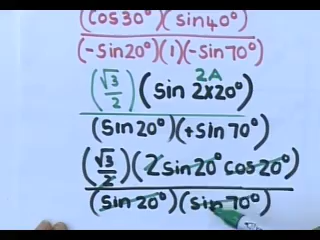 (Cos30°)(sin40°)
(-Sin20°)(1)(-Sin70°)
2A
(√3/2)(sin 2x20°)
(Sin20°)(+Sin70°)
(√3/2)(2sin20°cos20°)
(Sin20°)(sin70°)